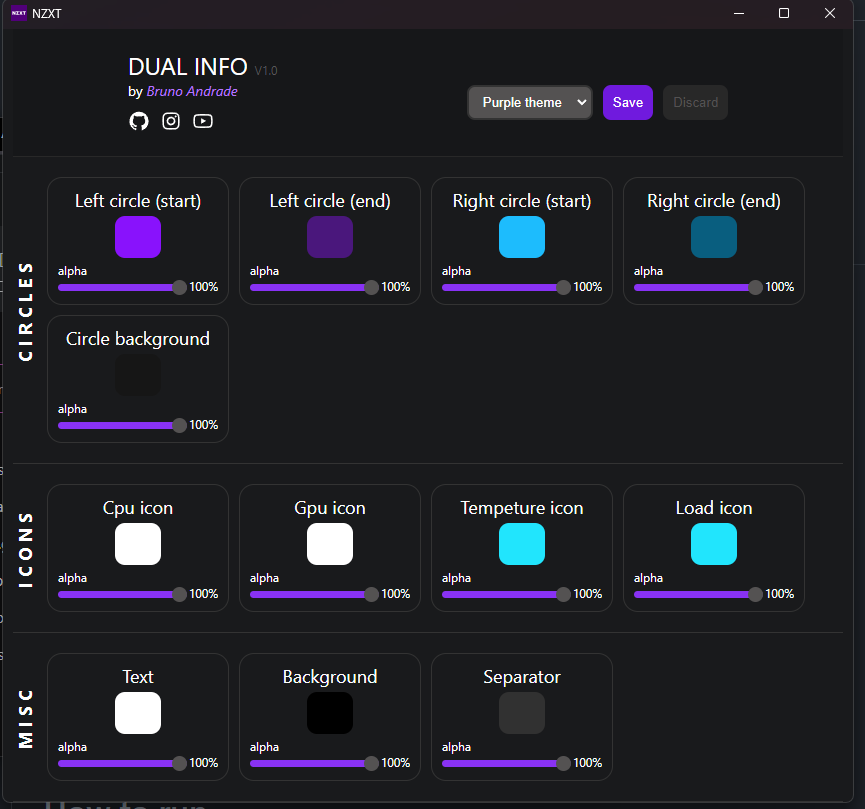 NZXT NZXT
DUAL INFO V1.0
by Bruno Andrade
Purple theme
Save
Discard
CIRCLES
Left circle (start)
Left circle (end)
Right circle (start)
Right circle (end)
alpha
alpha
alpha
alpha
100%
100%
100%
100%
Circle background
alpha
100%
ICONS
Cpu icon
Gpu icon
Tempeture icon
Load icon
alpha
alpha
alpha
alpha
100%
100%
100%
100%
MISC
Text
Background
Separator
alpha
alpha
alpha
100%
100%
100%
How to run